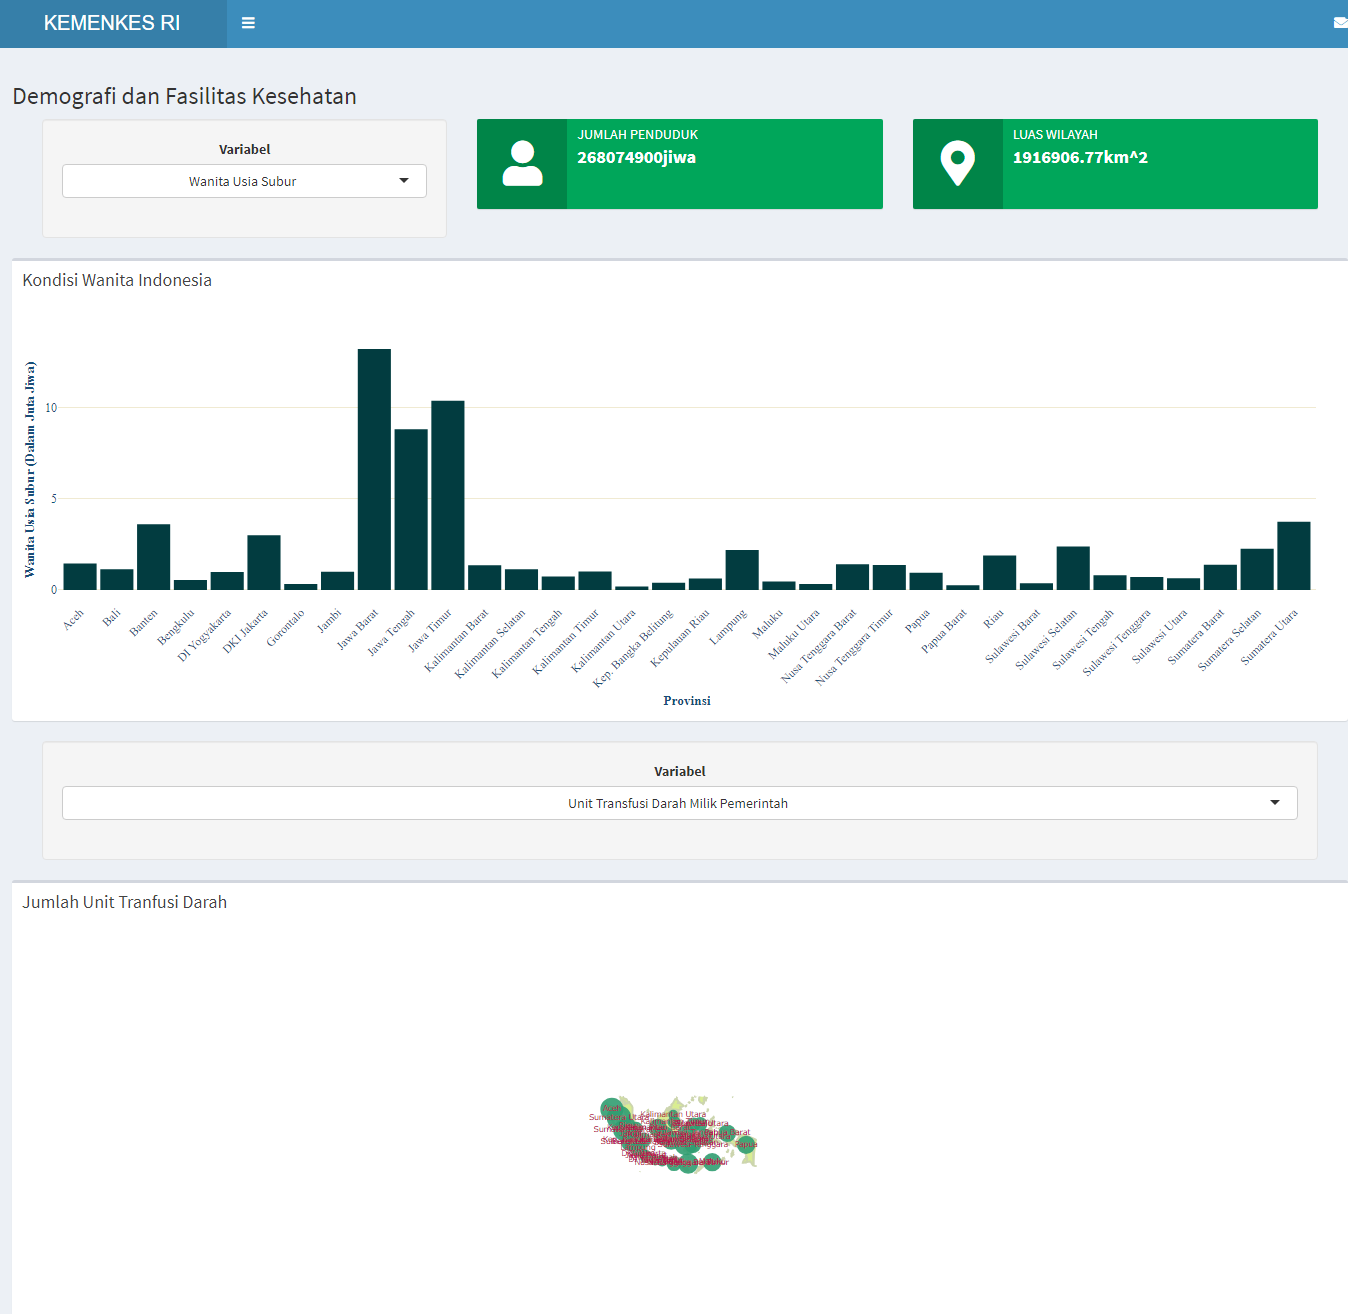 KEMENKES RI
Demografi dan Fasilitas Kesehatan
Variabel
Wanita Usia Subur
JUMLAH PENDUDUK
268074900jiwa
LUAS WILAYAH
1916906.77km^2
Kondisi Wanita Indonesia
Wanita Usia Subur (Dalam Juta Jiwa)
10
5
0
Aceh
Bali
Banten
Bengkulu
DI Yogyakarta
DKI Jakarta
Gorontalo
Jambi
Jawa Barat
Jawa Tengah
Jawa Timur
Kalimantan Barat
Kalimantan Selatan
Kalimantan Tengah
Kalimantan Timur
Kalimantan Utara
Kep. Bangka Belitung
Kepulauan Riau
Lampung
Maluku
Maluku Utara
Nusa Tenggara Barat
Nusa Tenggara Timur
Papua
Papua Barat
Riau
Sulawesi Barat
Sulawesi Selatan
Sulawesi Tengah
Sulawesi Tenggara
Sulawesi Utara
Sumatera Barat
Sumatera Selatan
Sumatera Utara
Provinsi
Variabel
Unit Transfusi Darah Milik Pemerintah
Jumlah Unit Tranfusi Darah
Aceh
Kalimantan Utara
Sumatera Utara
Papua Barat
Papua